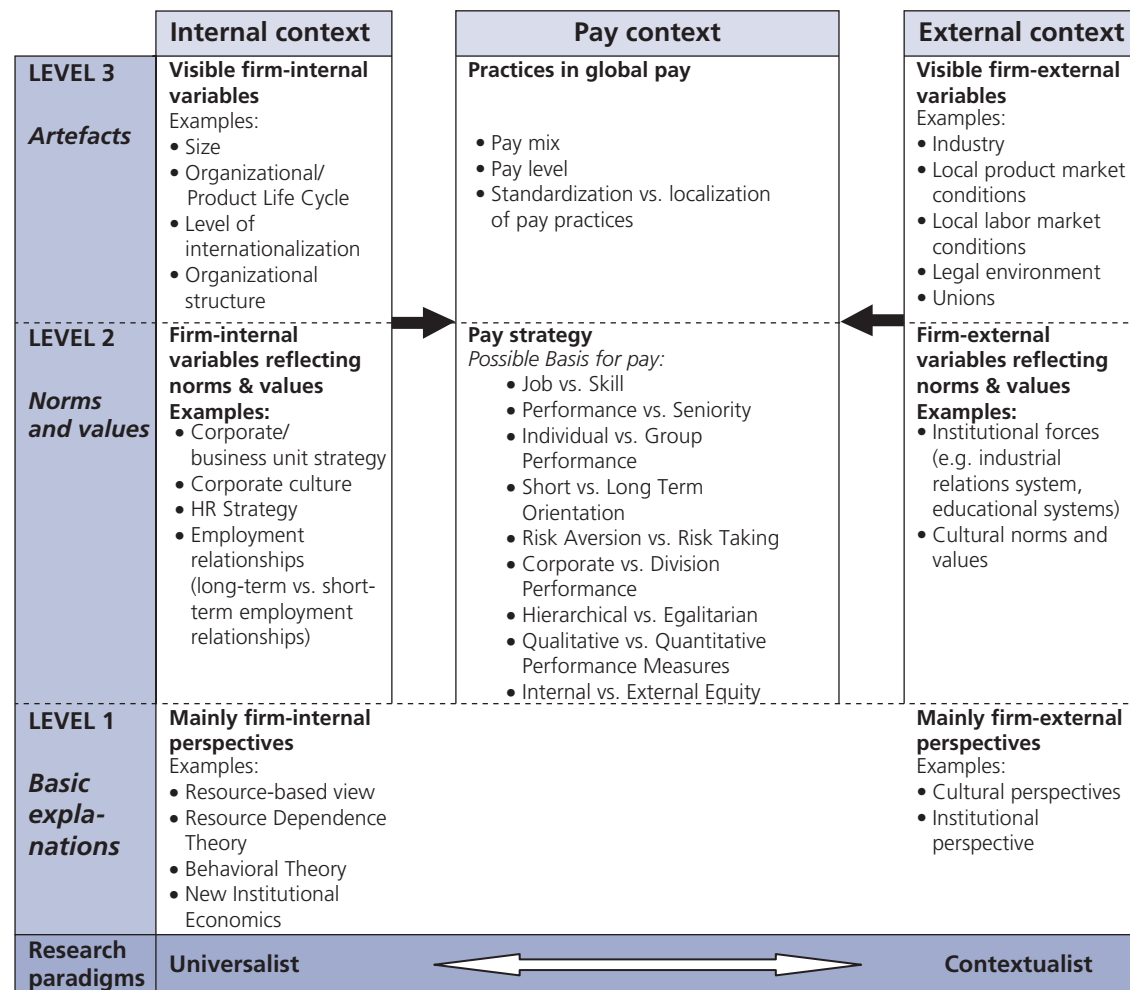 Internal context
Pay context
External context
LEVEL 3
Artefacts
Visible firm-internal
variables
Examples:
• Size
• Organizational/
Product Life Cycle
• Level of
internationalization
• Organizational
structure
Practices in global pay
• Pay mix
• Pay level
• Standardization vs. localization
of pay practices
Visible firm-external
variables
Examples:
• Industry
• Local product market
conditions
• Local labor market
conditions
• Legal environment
• Unions
LEVEL 2
Norms
and values
Firm-internal
variables reflecting
norms & values
Examples:
• Corporate/
business unit strategy
• Corporate culture
• HR Strategy
• Employment
relationships
(long-term vs. short-
term employment
relationships)
Pay strategy
Possible Basis for pay:
• Job vs. Skill
• Performance vs. Seniority
• Individual vs. Group
Performance
• Short vs. Long Term
Orientation
• Risk Aversion vs. Risk Taking
• Corporate vs. Division
Performance
• Hierarchical vs. Egalitarian
• Qualitative vs. Quantitative
Performance Measures
• Internal vs. External Equity
Firm-external
variables reflecting
norms & values
Examples:
• Institutional forces
(e.g. industrial
relations system,
educational systems)
• Cultural norms and
values
LEVEL 1
Basic
expla-
nations
Mainly firm-internal
perspectives
Examples:
• Resource-based view
• Resource Dependence
Theory
• Behavioral Theory
• New Institutional
Economics
Mainly firm-external
perspectives
Examples:
• Cultural perspectives
• Institutional
perspective
Research
paradigms
Universalist
Contextualist